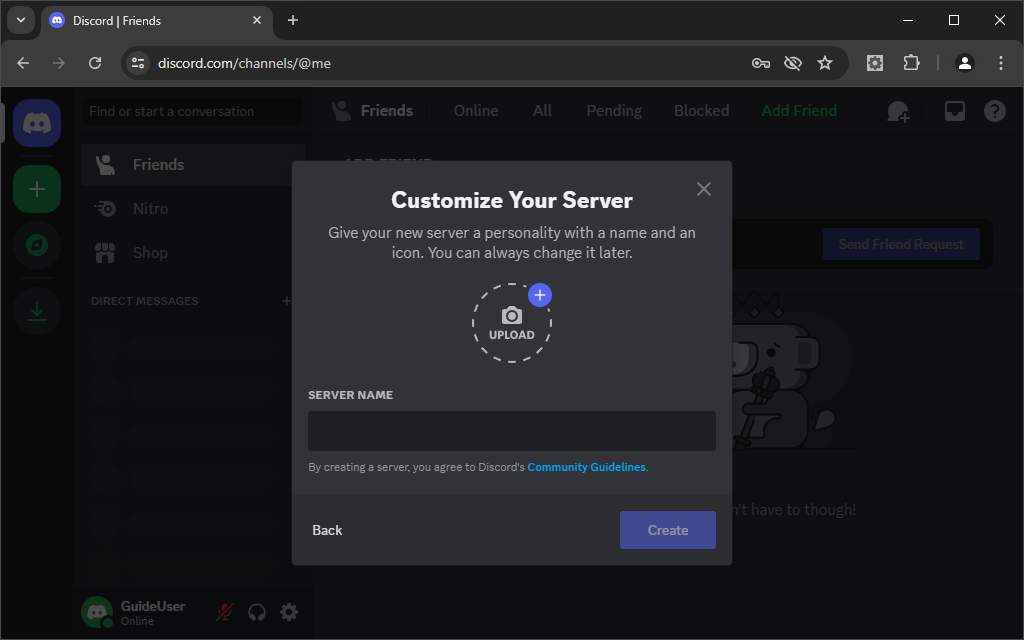 Discord | Friends
discord.com/channels/@me
Find or start a conversation
Friends
Online
All
Pending
Blocked
Add Friend
Friends
Nitro
Shop
DIRECT MESSAGES
ADD FRIEND
Send Friend Request
Customize Your Server
Give your new server a personality with a name and an
icon. You can always change it later.
UPLOAD
SERVER NAME
By creating a server, you agree to Discord's Community Guidelines.
Back
Create
have to though!
GuideUser
Online